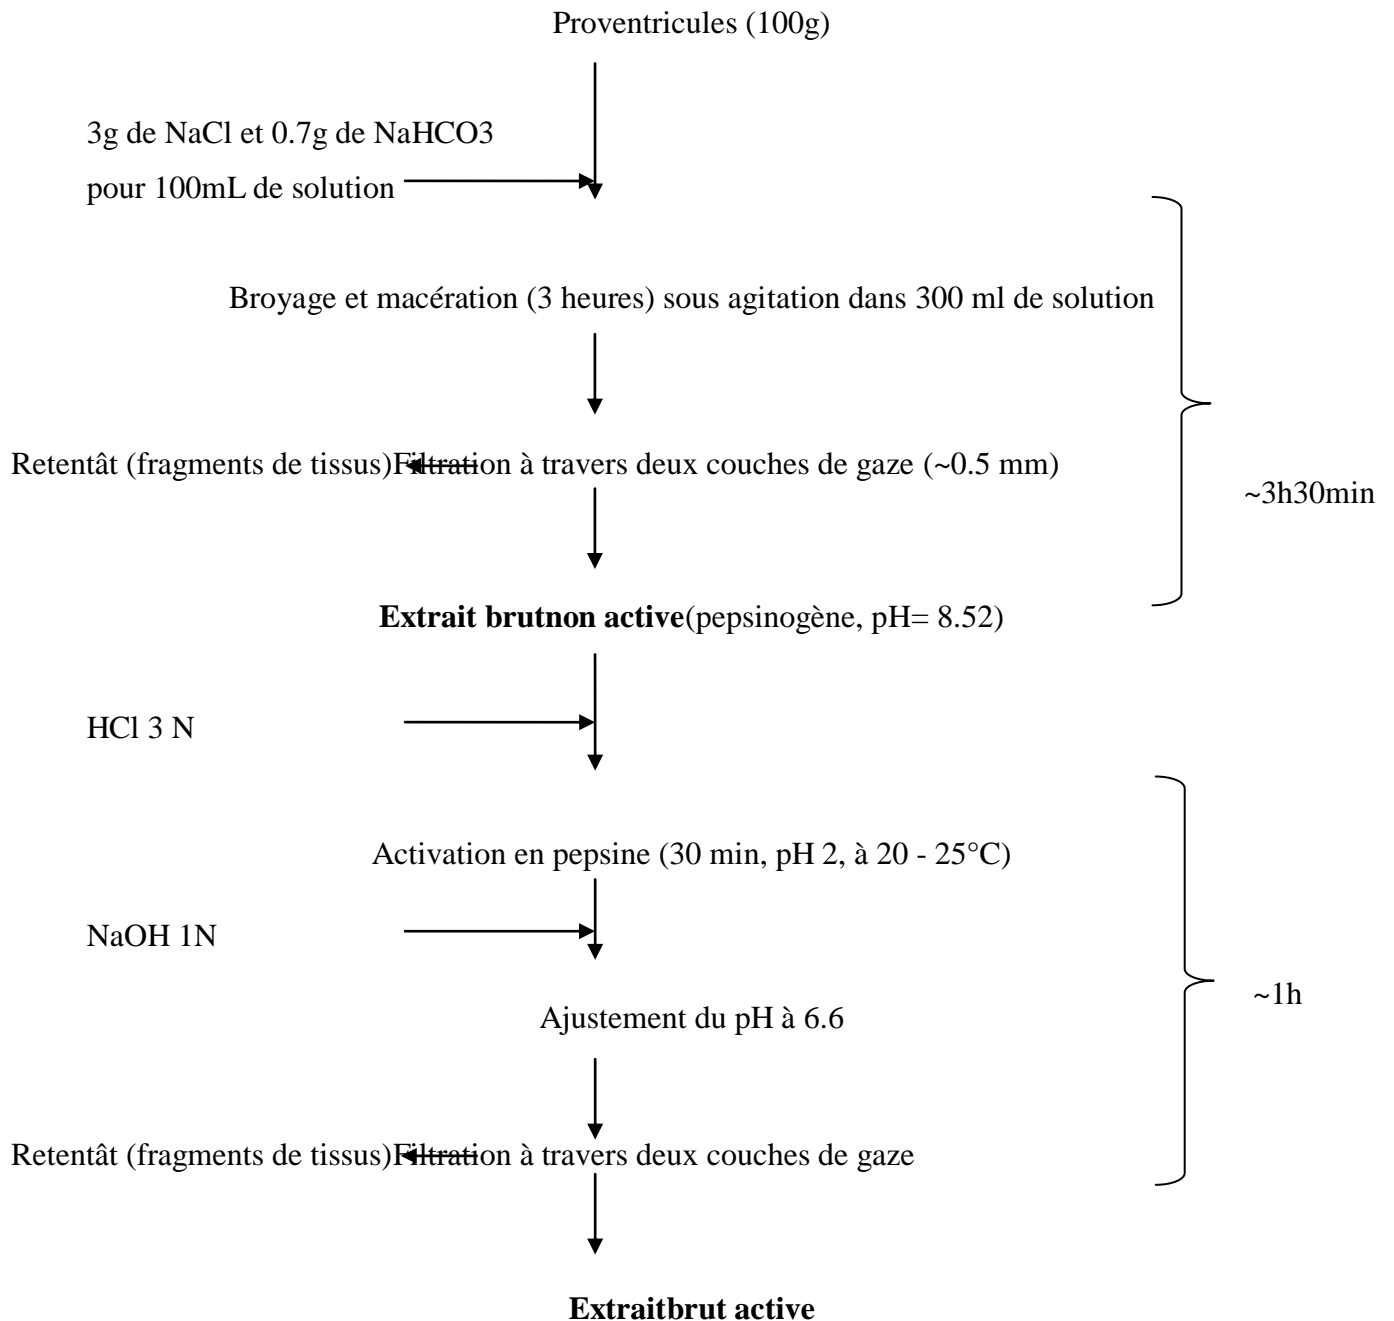 Proventricules (100g)
3g de NaCl et 0.7g de NaHCO3
pour 100mL de solution
Broyage et macération (3 heures) sous agitation dans 300 ml de solution
Retentât (fragments de tissus)Filtration à travers deux couches de gaze (~0.5 mm)
~3h30min
Extrait brutnon active(pepsinogène, pH= 8.52)
HCl 3 N
Activation en pepsine (30 min, pH 2, à 20 - 25°C)
NaOH 1N
~1h
Ajustement du pH à 6.6
Retentât (fragments de tissus)Filtration à travers deux couches de gaze
Extraitbrut active